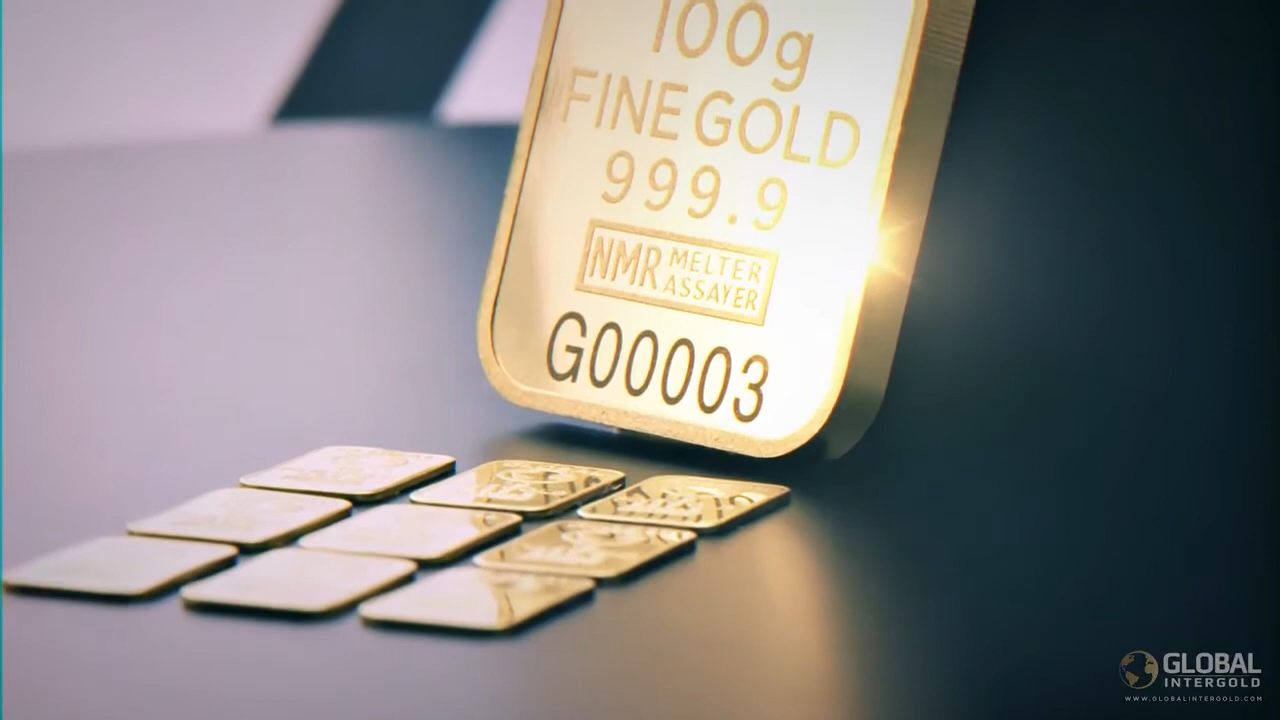 100g
FINE GOLD
999.9
NMR MELTER ASSAYER
G00003
GLOBAL
INTERGOLD
WWW.GLOBALINTERGOLD.COM